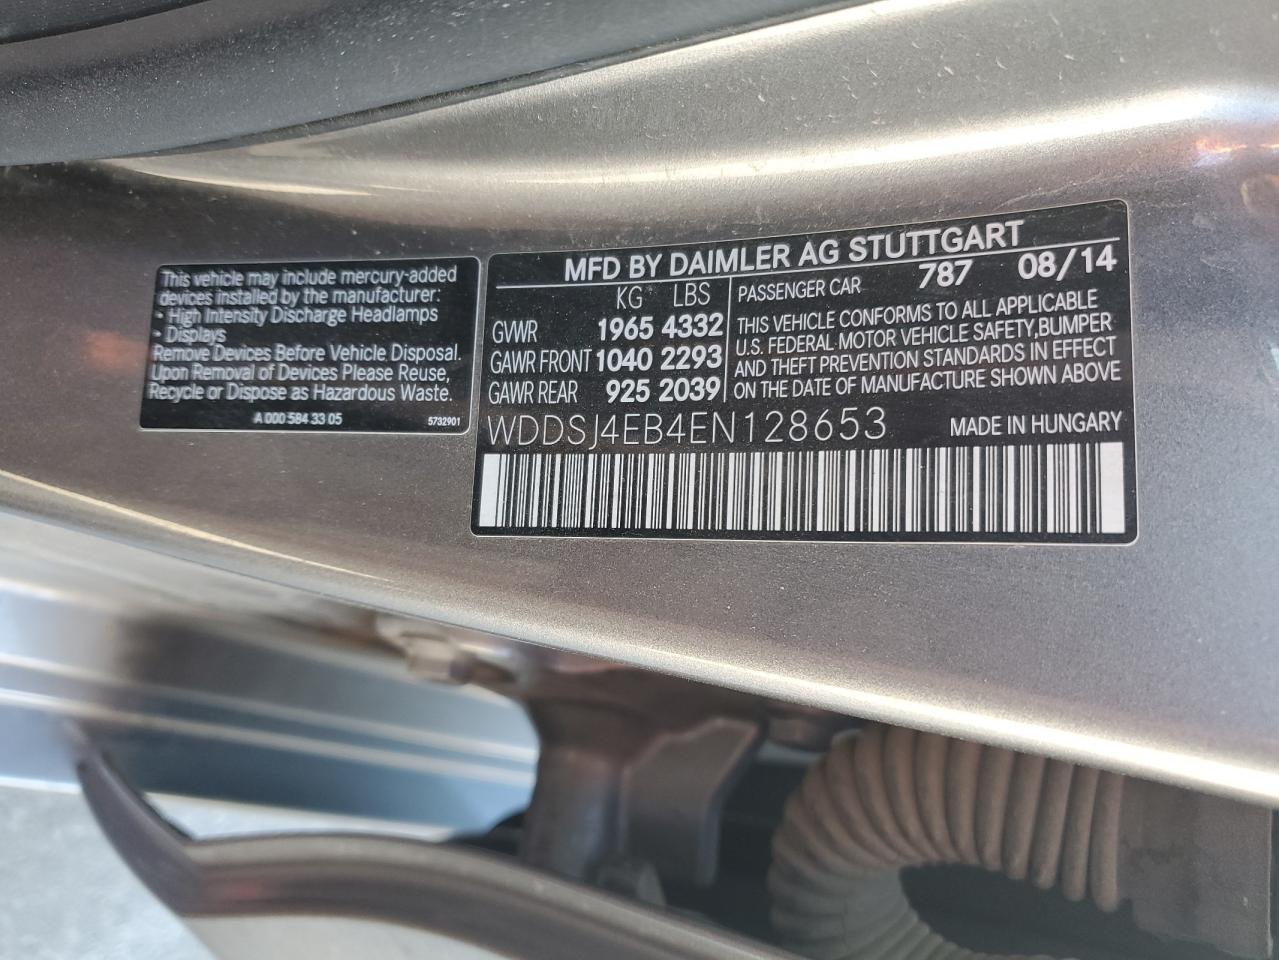 This vehicle may include mercury-added
devices installed by the manufacturer:
• High Intensity Discharge Headlamps
• Displays
Remove Devices Before Vehicle Disposal.
Upon Removal of Devices Please Reuse,
Recycle or Dispose as Hazardous Waste.
A 000 584 33 05 5732901
MFD BY DAIMLER AG STUTTGART
KG LBS
GVWR 1965 4332
GAWR FRONT 1040 2293
GAWR REAR 925 2039
PASSENGER CAR 787 08/14
THIS VEHICLE CONFORMS TO ALL APPLICABLE
U.S. FEDERAL MOTOR VEHICLE SAFETY,BUMPER
AND THEFT PREVENTION STANDARDS IN EFFECT
ON THE DATE OF MANUFACTURE SHOWN ABOVE
WDDSJ4EB4EN128653 MADE IN HUNGARY